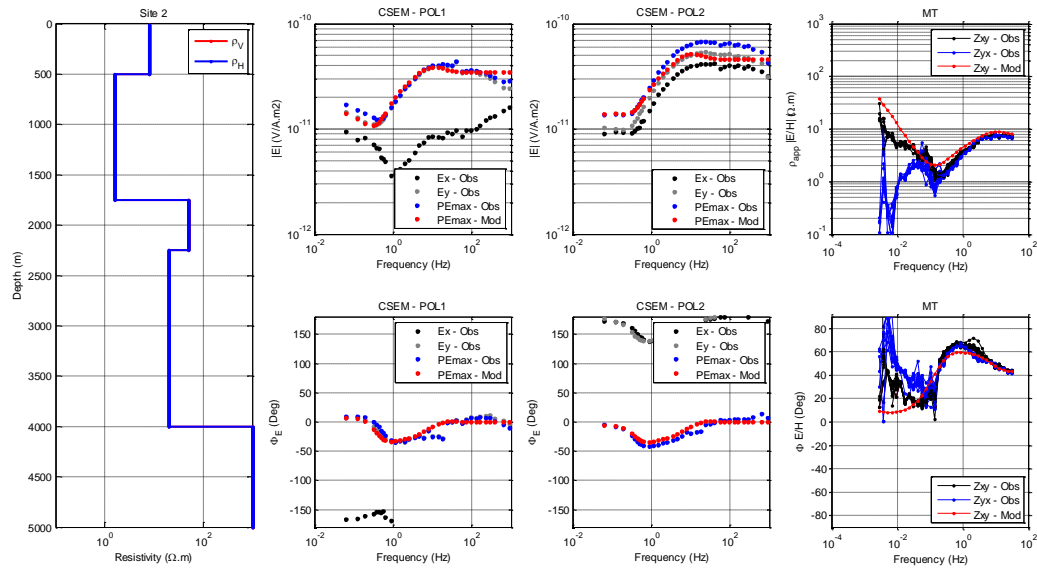 Site 2
ρV
ρH
0
500
1000
1500
2000
2500
3000
3500
4000
4500
5000
Depth (m)
10^0
10^2
Resistivity (Ω.m)
CSEM - POL1
10^-10
10^-11
10^-12
|E| (V/A.m2)
Ex - Obs
Ey - Obs
PEmax - Obs
PEmax - Mod
10^-2
10^0
10^2
Frequency (Hz)
CSEM - POL2
10^-10
10^-11
10^-12
|E| (V/A.m2)
Ex - Obs
Ey - Obs
PEmax - Obs
PEmax - Mod
10^-2
10^0
10^2
Frequency (Hz)
MT
10^3
10^2
10^1
10^0
10^-1
ρapp |E/H| (Ω.m)
Zxy - Obs
Zyx - Obs
Zxy - Mod
10^-4
10^-2
10^0
10^2
Frequency (Hz)
CSEM - POL1
150
100
50
0
-50
-100
-150
ΦE (Deg)
Ex - Obs
Ey - Obs
PEmax - Obs
PEmax - Mod
10^-2
10^0
10^2
Frequency (Hz)
CSEM - POL2
150
100
50
0
-50
-100
-150
ΦE (Deg)
Ex - Obs
Ey - Obs
PEmax - Obs
PEmax - Mod
10^-2
10^0
10^2
Frequency (Hz)
MT
80
60
40
20
0
-20
-40
-60
-80
Φ E/H (Deg)
Zxy - Obs
Zyx - Obs
Zxy - Mod
10^-4
10^-2
10^0
10^2
Frequency (Hz)